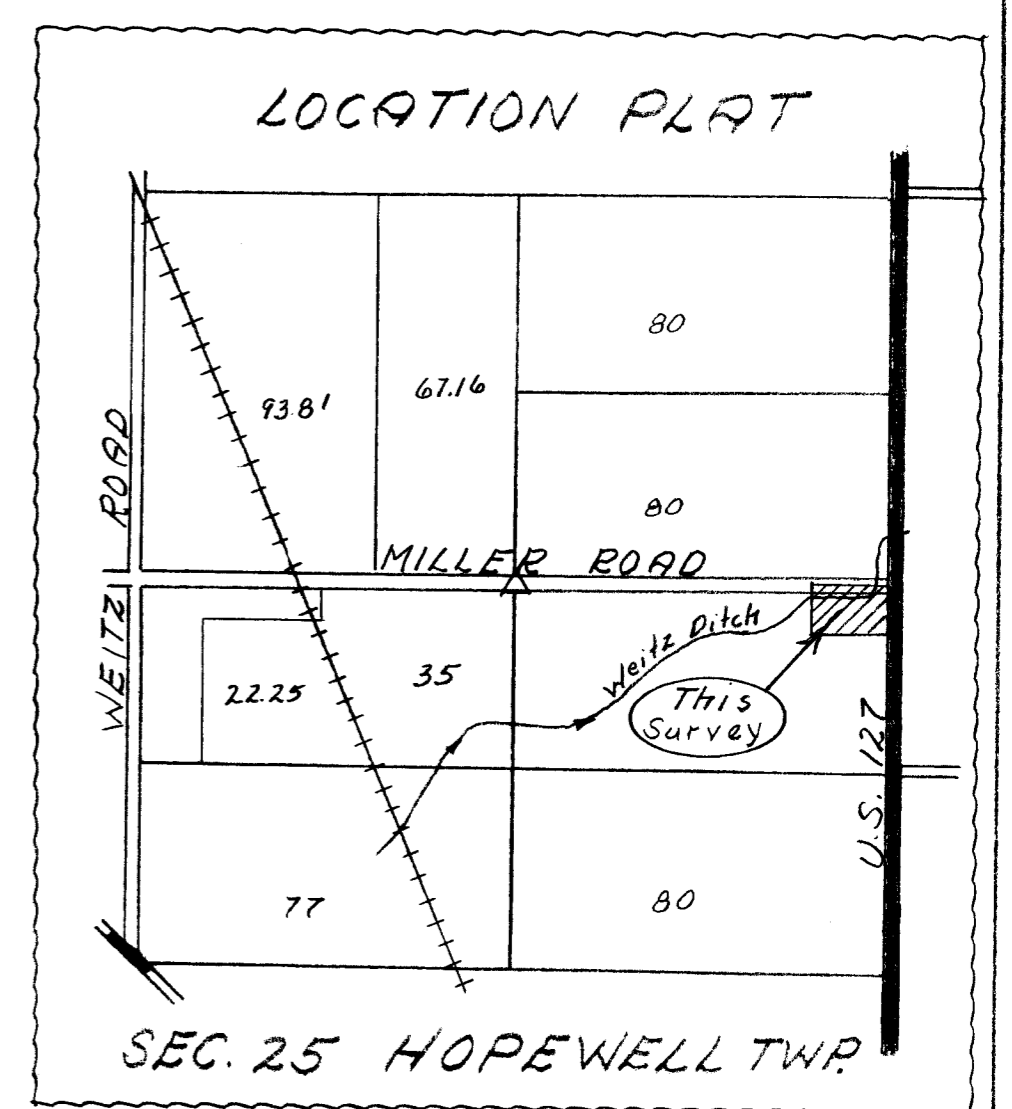 LOCATION PLAT
80
93.81
67.16
80
MILLER ROAD
WEITZ ROAD
Weitz Ditch
35
22.25
This
Survey
U.S. 127
77
80
SEC. 25 HOPEWELL TWP.